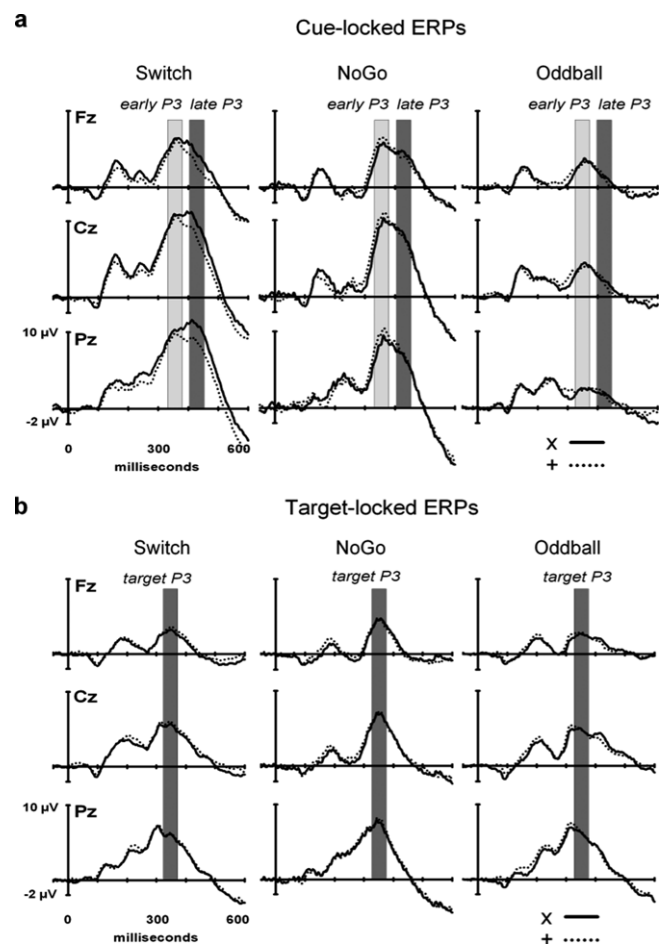 a
Cue-locked ERPs
Switch NoGo Oddball
early P3 late P3 early P3 late P3 early P3 late P3
Fz
Cz
10 µV
Pz
-2 µV
0 300 600
milliseconds
x
+
b
Target-locked ERPs
Switch NoGo Oddball
target P3 target P3 target P3
Fz
Cz
10 µV
Pz
-2 µV
0 300 600
milliseconds
x
+